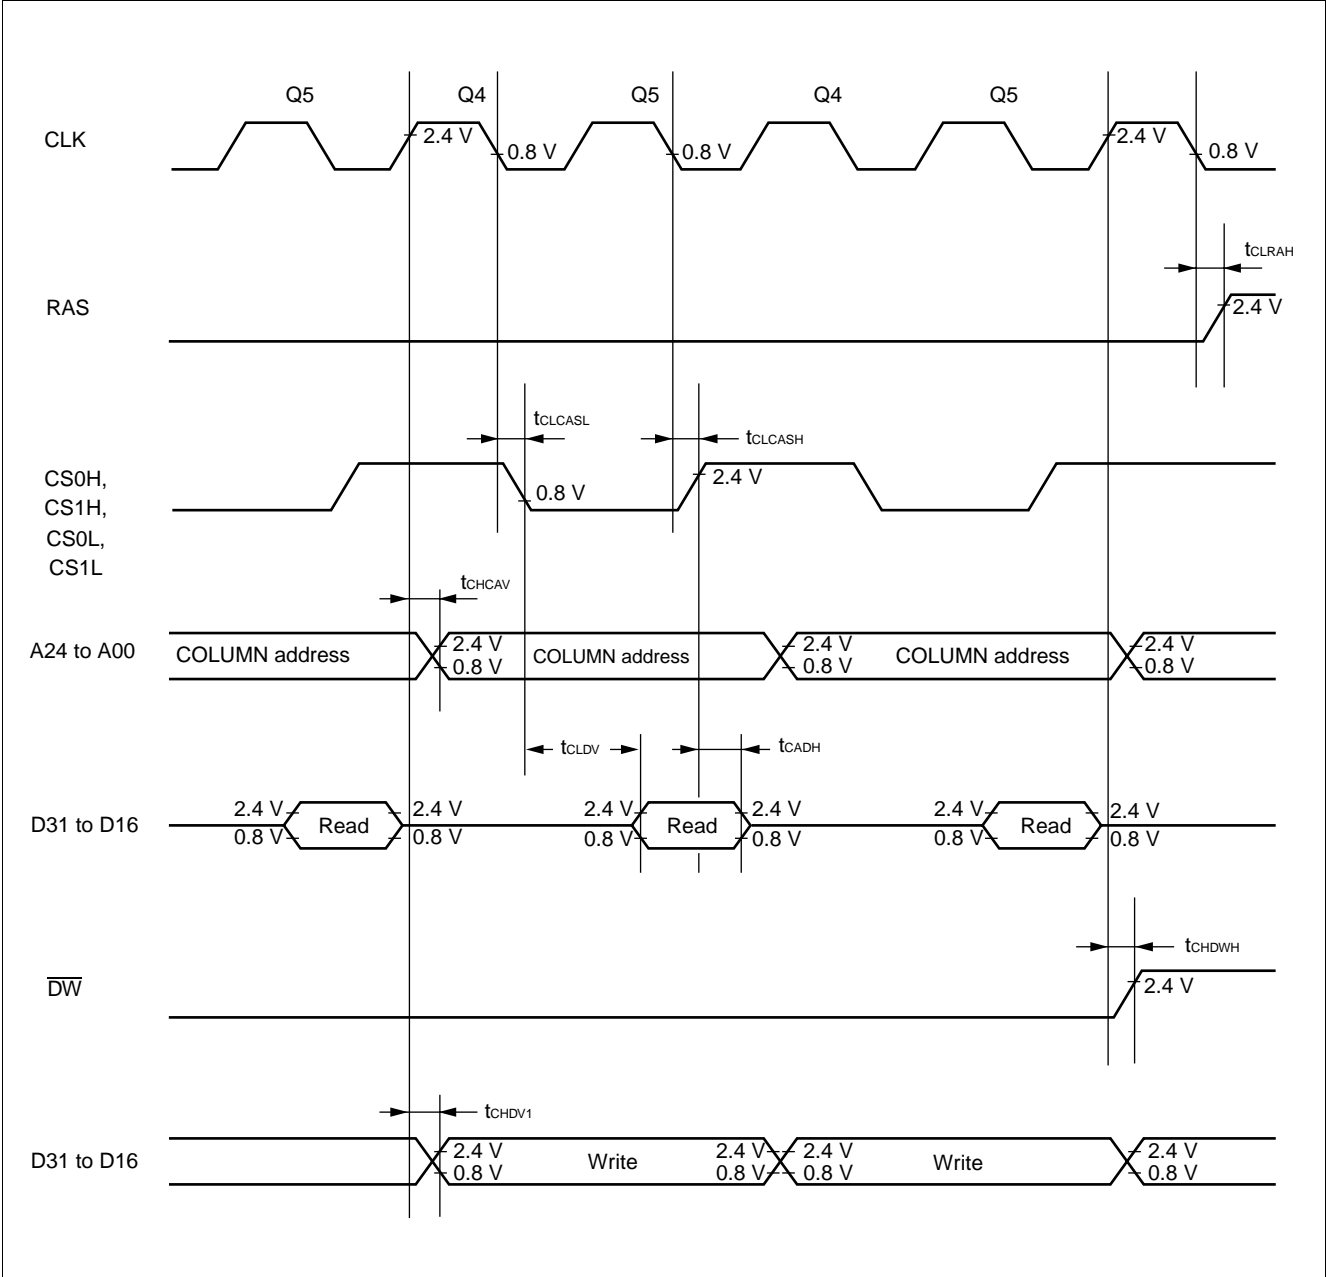 Q5 Q4 Q5 Q4 Q5
CLK 2.4 V 0.8 V 0.8 V 2.4 V 0.8 V
tCLRAH
RAS 2.4 V
tCLCASL tCLCASH
CS0H,
CS1H,
CS0L,
CS1L
2.4 V
0.8 V
tCHCAV
A24 to A00 COLUMN address 2.4 V 0.8 V COLUMN address 2.4 V 0.8 V COLUMN address 2.4 V 0.8 V
tCLDV tCADH
2.4 V 2.4 V 2.4 V 2.4 V 2.4 V 2.4 V
D31 to D16 Read Read Read
0.8 V 0.8 V 0.8 V 0.8 V 0.8 V 0.8 V
tCHDWH
DW 2.4 V
tCHDV1
2.4 V 2.4 V 2.4 V 2.4 V
D31 to D16 Write Write
0.8 V 0.8 V 0.8 V 0.8 V